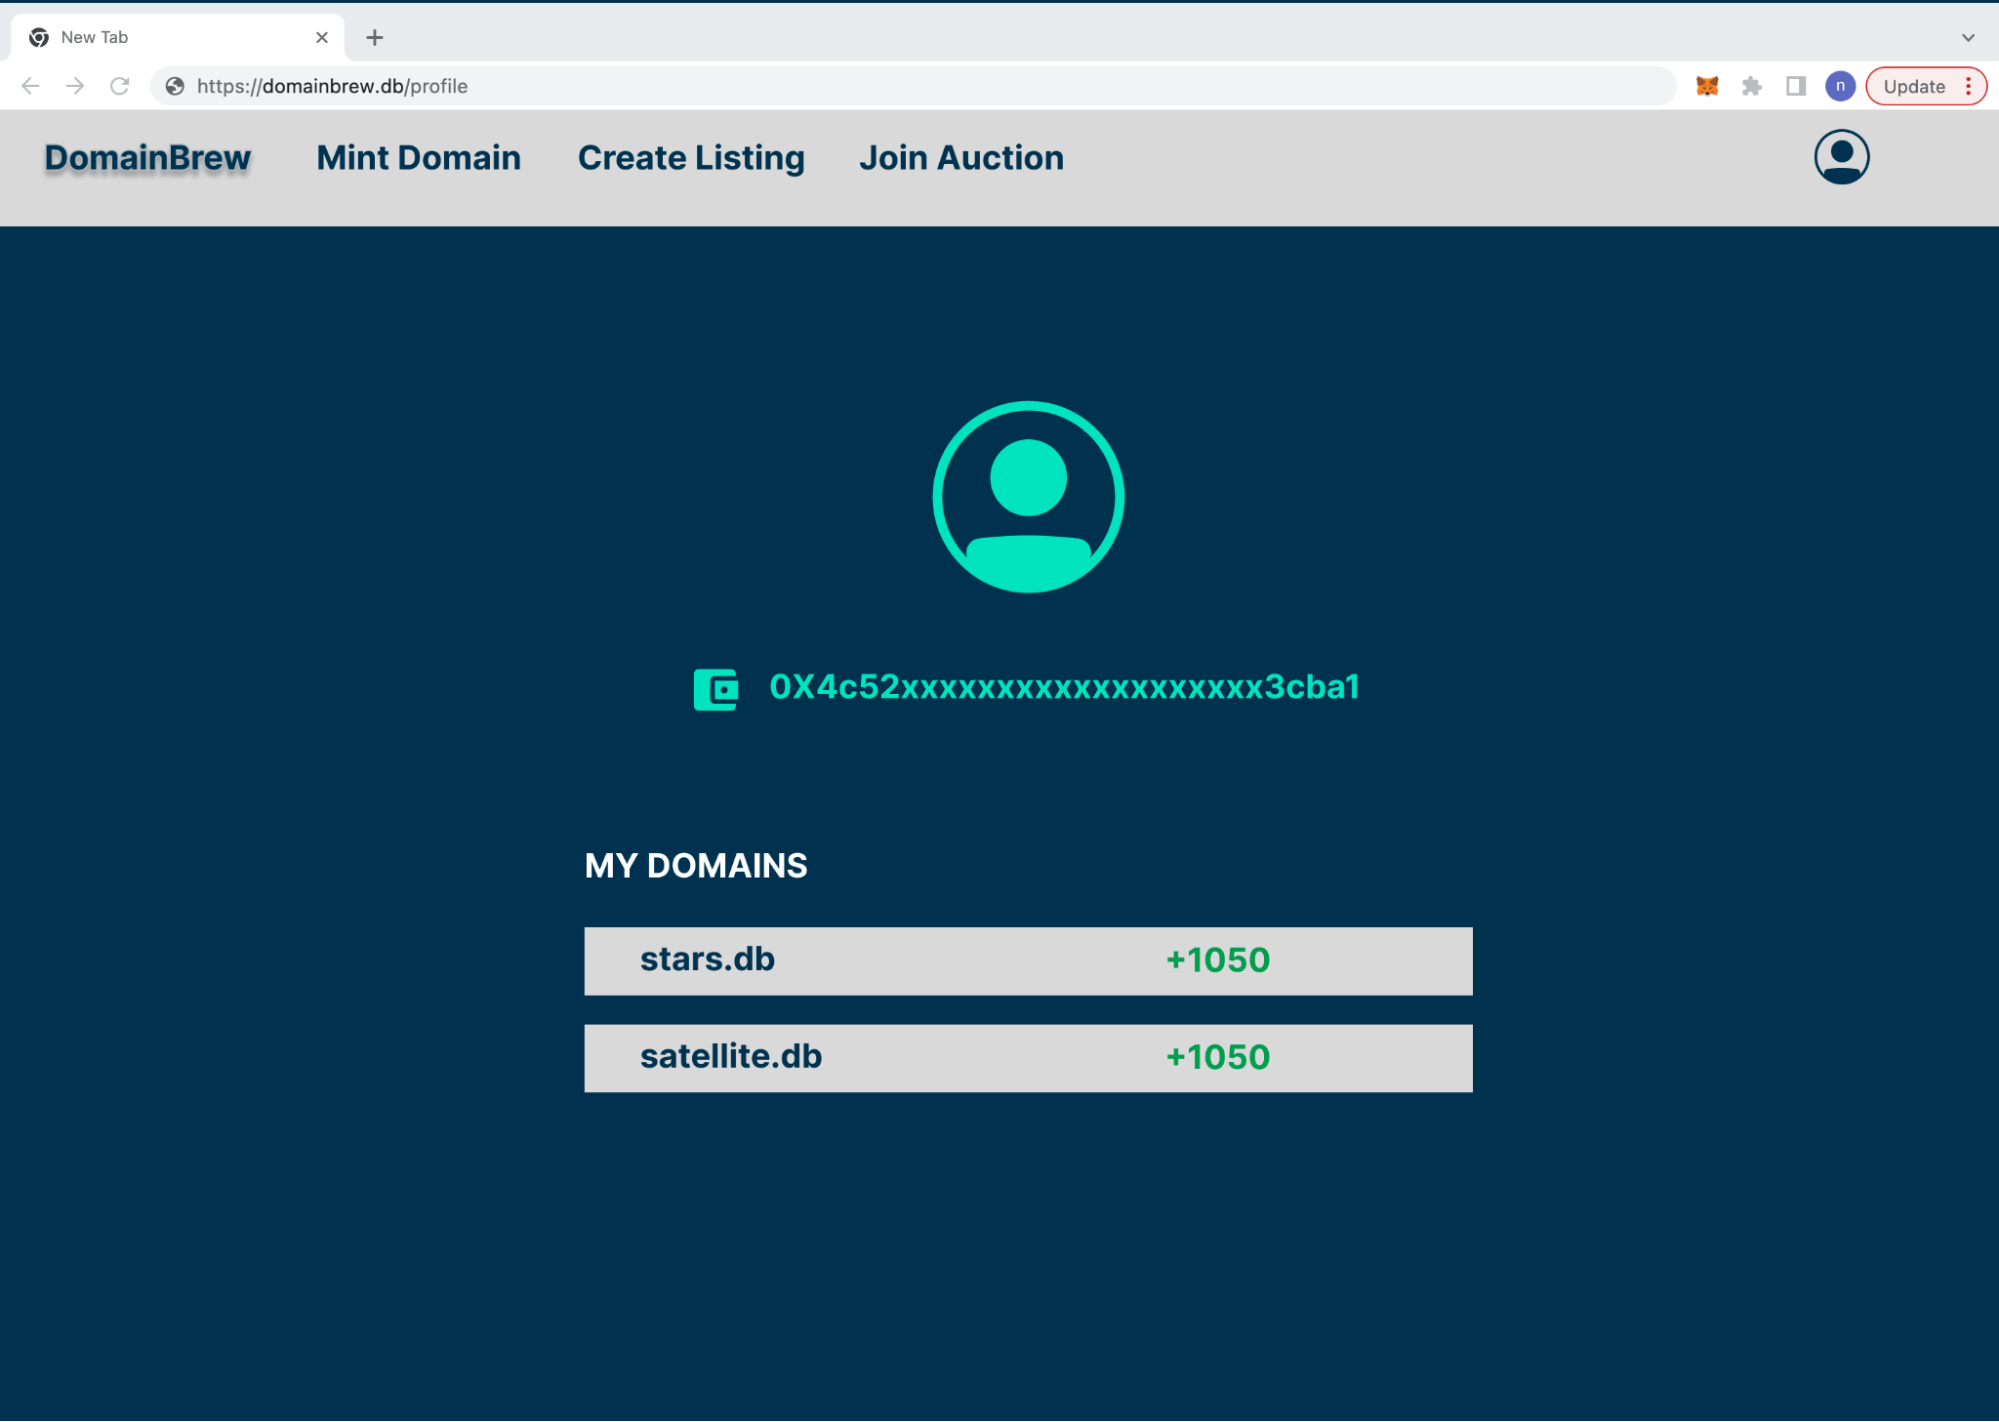 New Tab
https://domainbrew.db/profile
n
Update
DomainBrew Mint Domain Create Listing Join Auction
0X4c52xxxxxxxxxxxxxxxxxxx3cba1
MY DOMAINS
stars.db +1050
satellite.db +1050